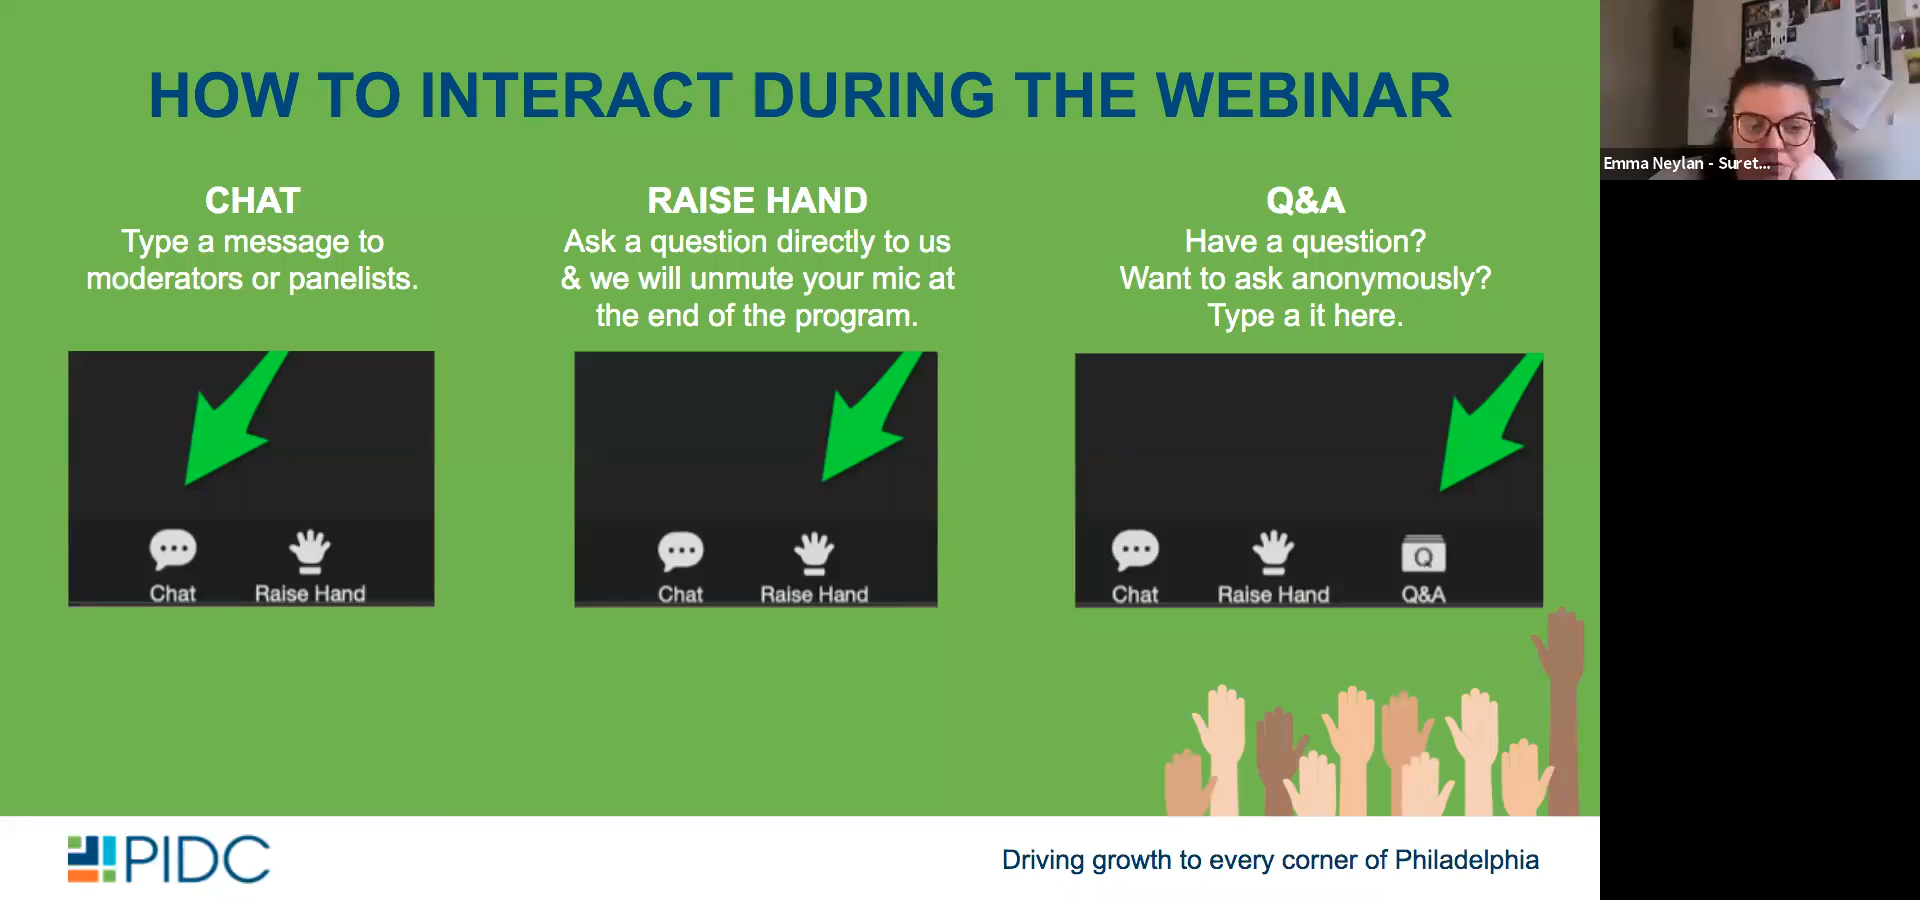 HOW TO INTERACT DURING THE WEBINAR
CHAT
Type a message to
moderators or panelists.
RAISE HAND
Ask a question directly to us
& we will unmute your mic at
the end of the program.
Q&A
Have a question?
Want to ask anonymously?
Type a it here.
Chat
Raise Hand
Chat
Raise Hand
Chat
Raise Hand
Q
Q&A
PIDC
Driving growth to every corner of Philadelphia
Emma Neylan - Suret...